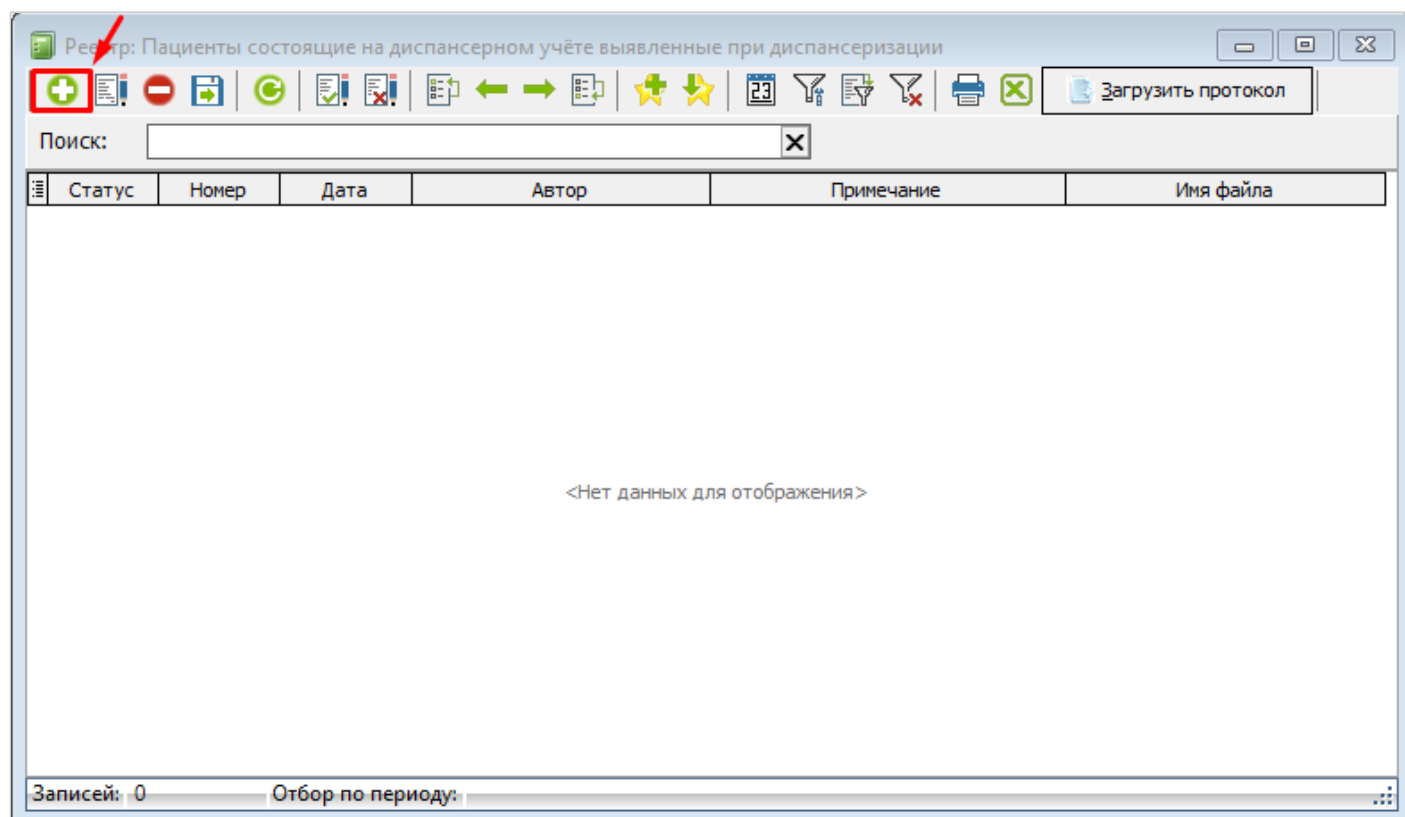 Реестр: Пациенты состоящие на диспансерном учёте выявленные при диспансеризации
23 Загрузить протокол
Поиск:
Статус Номер Дата Автор Примечание Имя файла
<Нет данных для отображения>
Записей: 0 Отбор по периоду: